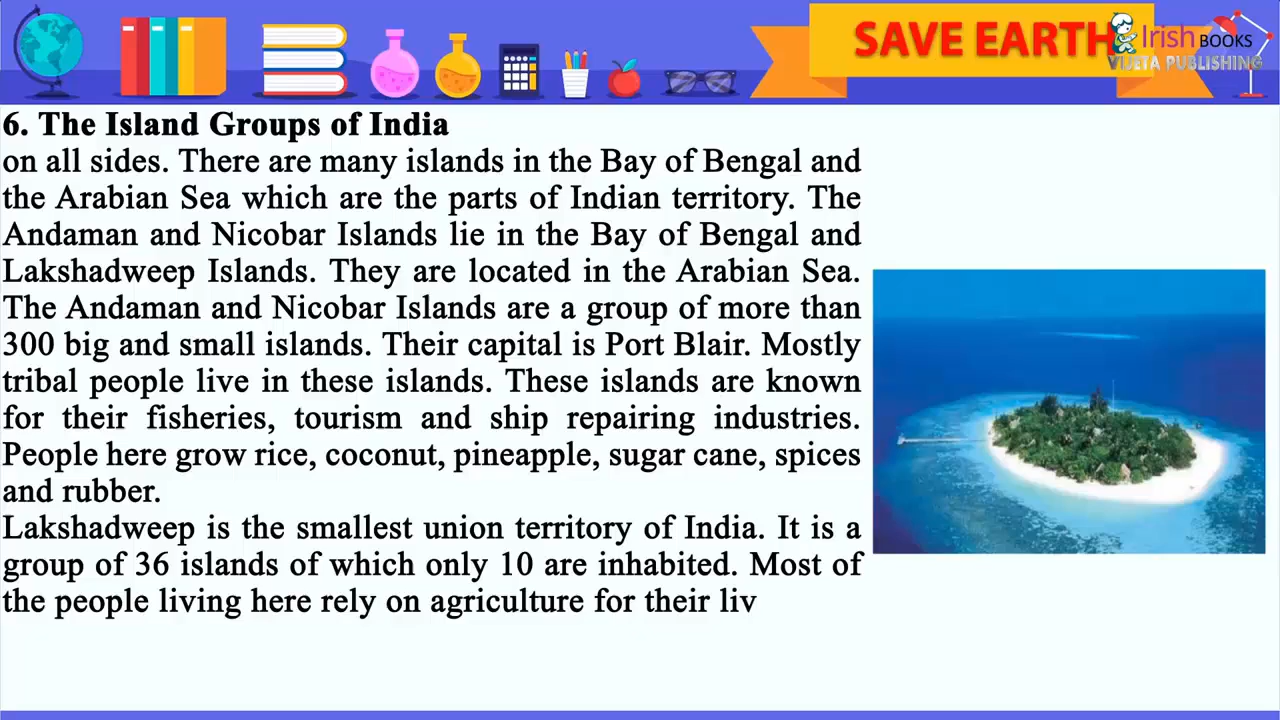 SAVE EARTH
Irish BOOKS
VIJETA PUBLISHING
6. The Island Groups of India
on all sides. There are many islands in the Bay of Bengal and
the Arabian Sea which are the parts of Indian territory. The
Andaman and Nicobar Islands lie in the Bay of Bengal and
Lakshadweep Islands. They are located in the Arabian Sea.
The Andaman and Nicobar Islands are a group of more than
300 big and small islands. Their capital is Port Blair. Mostly
tribal people live in these islands. These islands are known
for their fisheries, tourism and ship repairing industries.
People here grow rice, coconut, pineapple, sugar cane, spices
and rubber.
Lakshadweep is the smallest union territory of India. It is a
group of 36 islands of which only 10 are inhabited. Most of
the people living here rely on agriculture for their liv